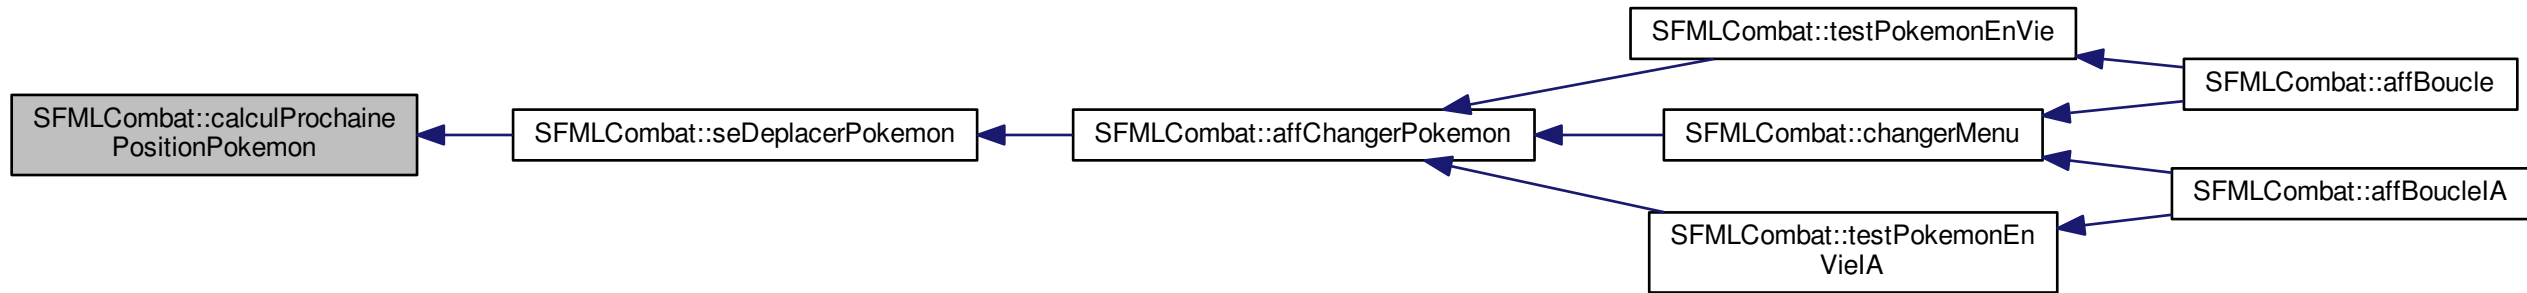 SFMLCombat::calculProchaine
PositionPokemon
SFMLCombat::seDeplacerPokemon
SFMLCombat::affChangerPokemon
SFMLCombat::testPokemonEnVie
SFMLCombat::changerMenu
SFMLCombat::testPokemonEn
VieIA
SFMLCombat::affBoucle
SFMLCombat::affBoucleIA